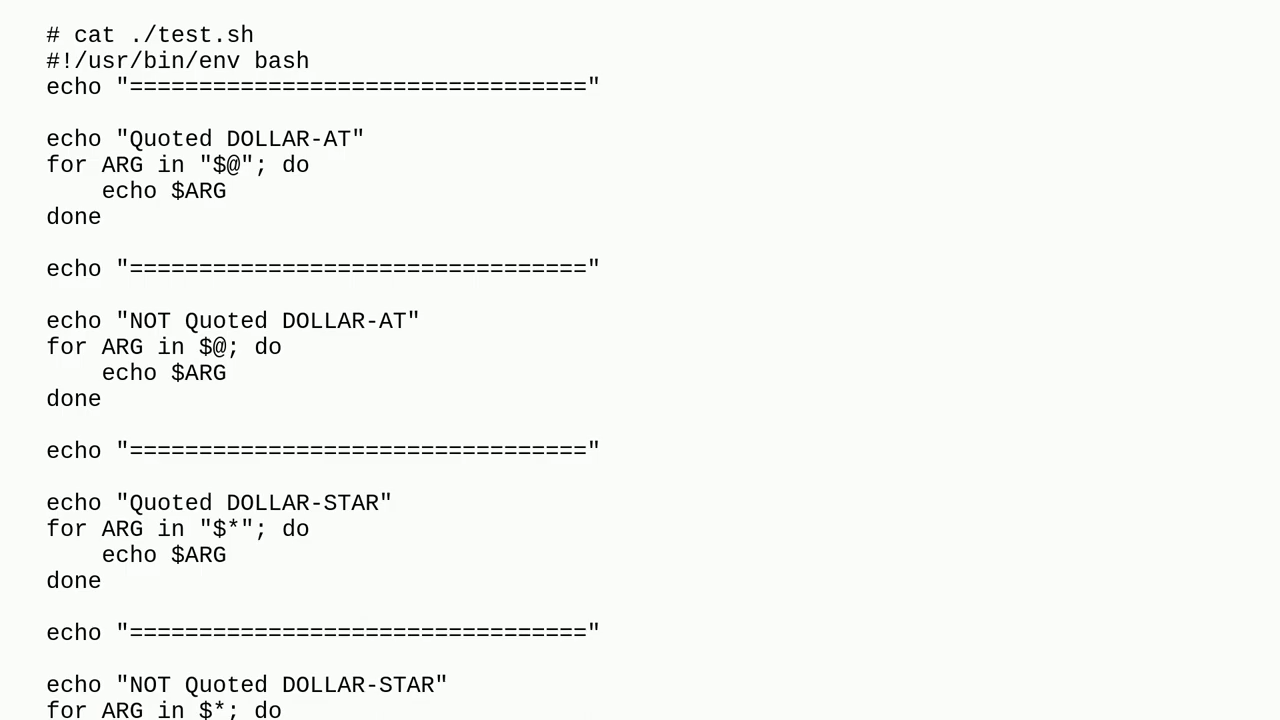 # cat ./test.sh
#!/usr/bin/env bash
echo "================================="
echo "Quoted DOLLAR-AT"
for ARG in "$@"; do
    echo $ARG
done
echo "================================="
echo "NOT Quoted DOLLAR-AT"
for ARG in $@; do
    echo $ARG
done
echo "================================="
echo "Quoted DOLLAR-STAR"
for ARG in "$*"; do
    echo $ARG
done
echo "================================="
echo "NOT Quoted DOLLAR-STAR"
for ARG in $*; do